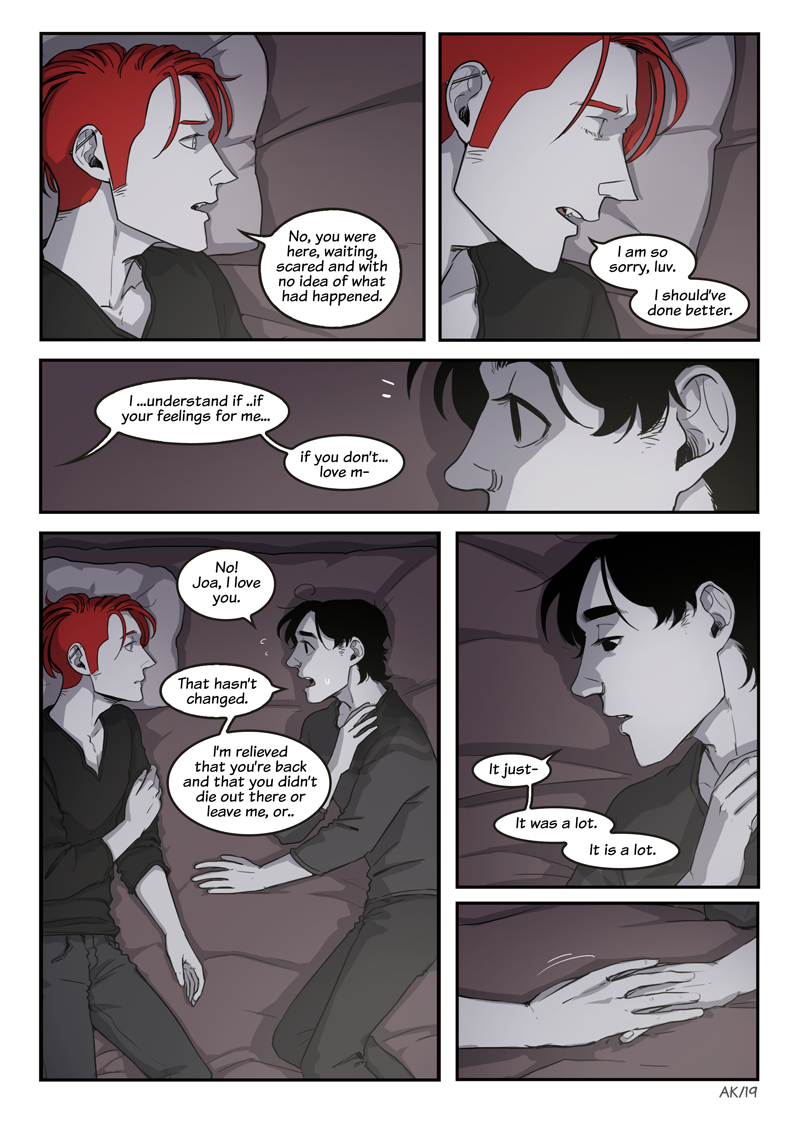 No, you were
here, waiting,
scared and with
no idea of what
had happened.
I am so
sorry, luv.
I should've
done better.
I ...understand if ..if
your feelings for me...
if you don't...
love m-
No!
Joa, I love
you.
That hasn't
changed.
I'm relieved
that you're back
and that you didn't
die out there or
leave me, or..
It just-
It was a lot.
It is a lot.
AK/19